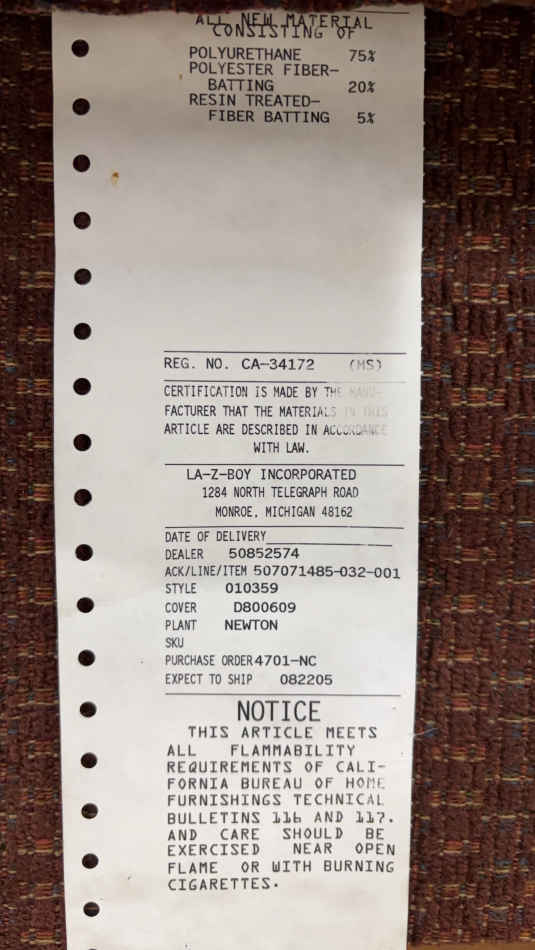 ALL NEW MATERIAL
CONSISTING OF
POLYURETHANE 75%
POLYESTER FIBER-
BATTING 20%
RESIN TREATED-
FIBER BATTING 5%
REG. NO. CA-34172 (MS)
CERTIFICATION IS MADE BY THE MANU-
FACTURER THAT THE MATERIALS IN THIS
ARTICLE ARE DESCRIBED IN ACCORDANCE
WITH LAW.
LA-Z-BOY INCORPORATED
1284 NORTH TELEGRAPH ROAD
MONROE, MICHIGAN 48162
DATE OF DELIVERY
DEALER 50852574
ACK/LINE/ITEM 507071485-032-001
STYLE 010359
COVER D800609
PLANT NEWTON
SKU
PURCHASE ORDER 4701-NC
EXPECT TO SHIP 082205
NOTICE
THIS ARTICLE MEETS
ALL FLAMMABILITY
REQUIREMENTS OF CALI-
FORNIA BUREAU OF HOME
FURNISHINGS TECHNICAL
BULLETINS 116 AND 117.
AND CARE SHOULD BE
EXERCISED NEAR OPEN
FLAME OR WITH BURNING
CIGARETTES.